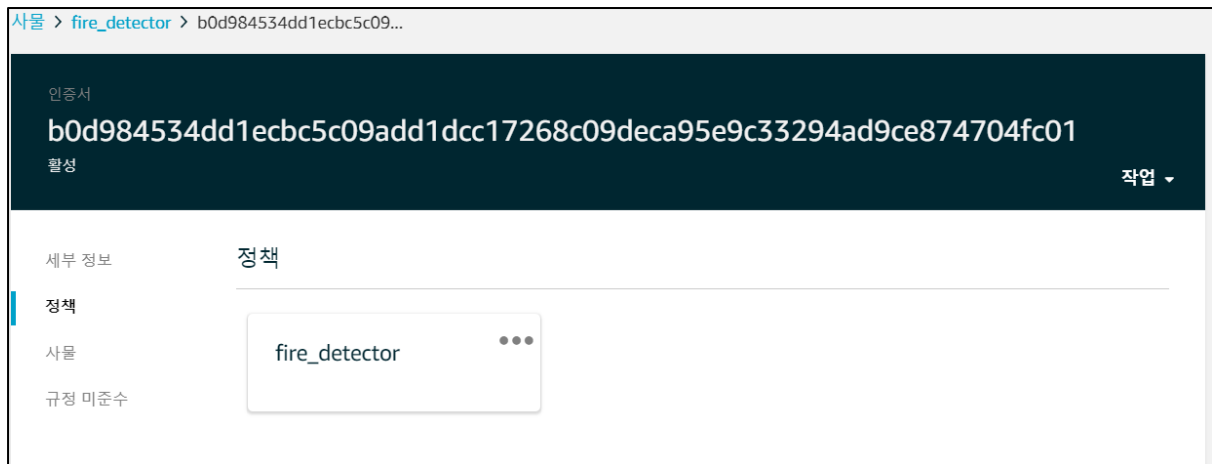 사물 > fire_detector > b0d984534dd1ecbc5c09...
인증서
b0d984534dd1ecbc5c09add1dcc17268c09deca95e9c33294ad9ce874704fc01
활성
작업
세부 정보
정책
사물
규정 미준수
정책
fire_detector